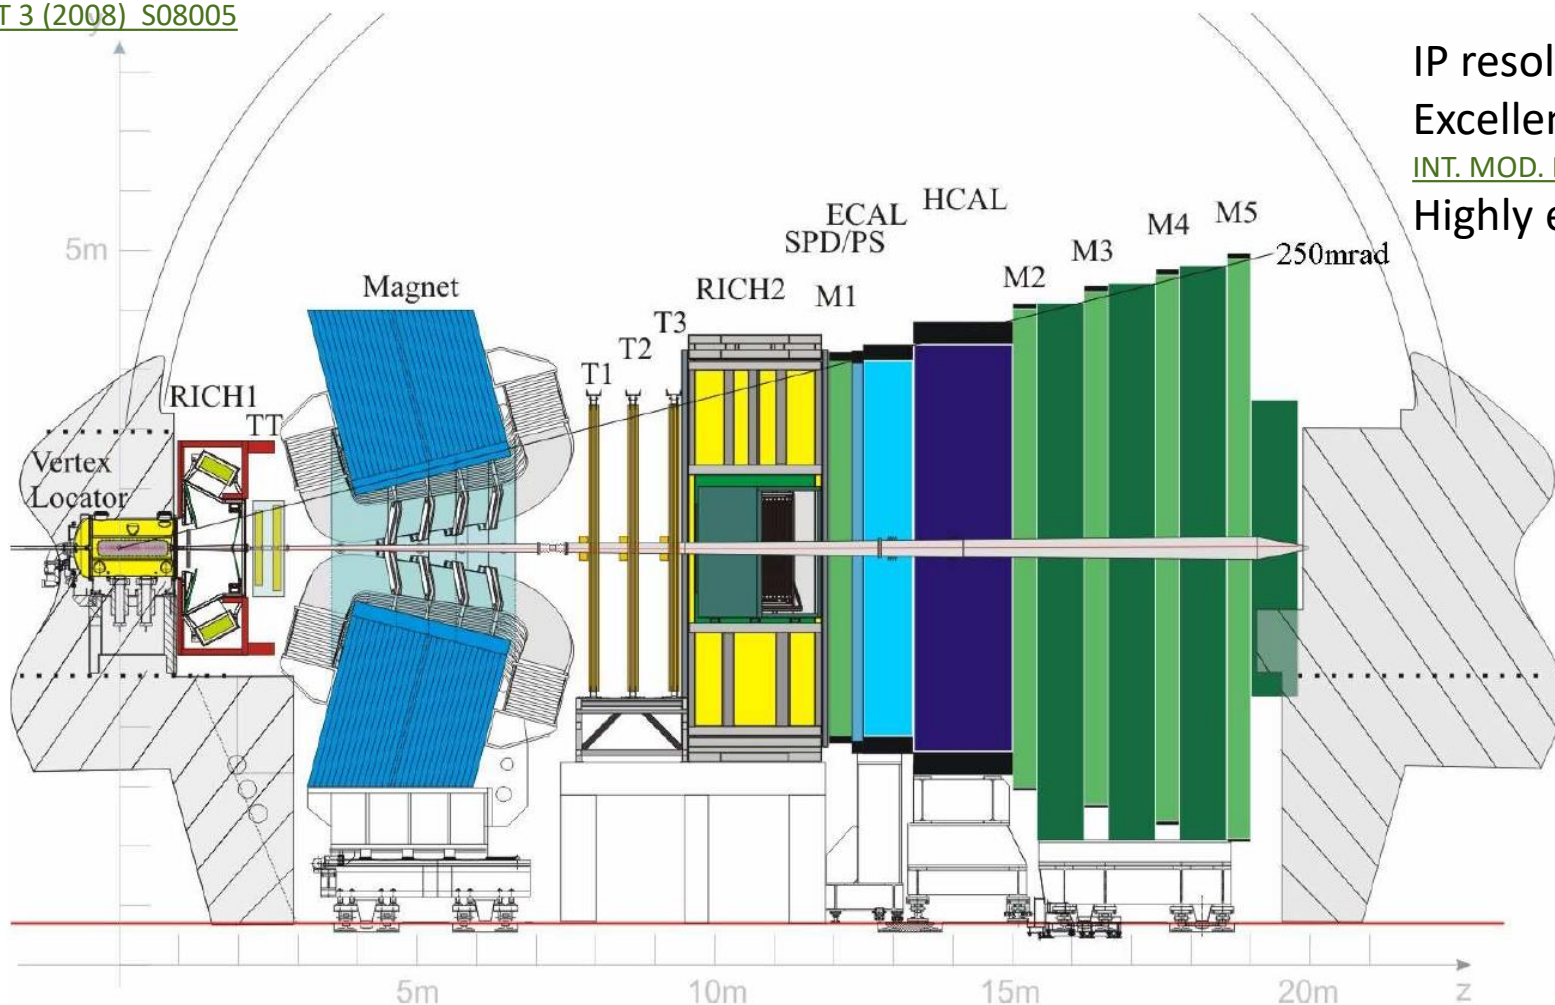 T 3 (2008) S08005
y
IP resol
Exceller
INT. MOD.
Highly e
HCAL
ECAL
SPD/PS
M5
M4
M3
5m
250mrad
M2
Magnet
RICH2
M1
T3
T2
T1
RICH1
TT
Vertex
Locator
5m
10m
15m
20m
z